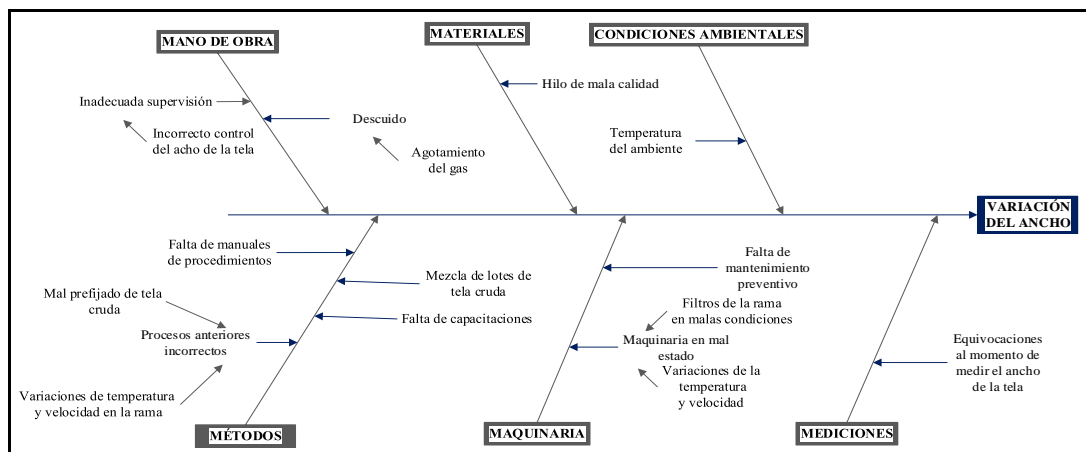 MANO DE OBRA
MATERIALES
CONDICIONES AMBIENTALES
Inadecuada supervisión
Incorrecto control
del acho de la tela
Descuido
Agotamiento
del gas
Hilo de mala calidad
Temperatura
del ambiente
VARIACIÓN
DEL ANCHO
Falta de manuales
de procedimientos
Mezcla de lotes de
tela cruda
Mal prefijado de tela
cruda
Falta de capacitaciones
Procesos anteriores
incorrectos
Variaciones de temperatura
y velocidad en la rama
Falta de
mantenimiento
preventivo
Filtros de la rama
en malas condiciones
Maquinaria en mal
estado
Variaciones de la
temperatura
y velocidad
Equivocaciones
al momento de
medir el ancho
de la tela
MÉTODOS
MAQUINARIA
MEDICIONES